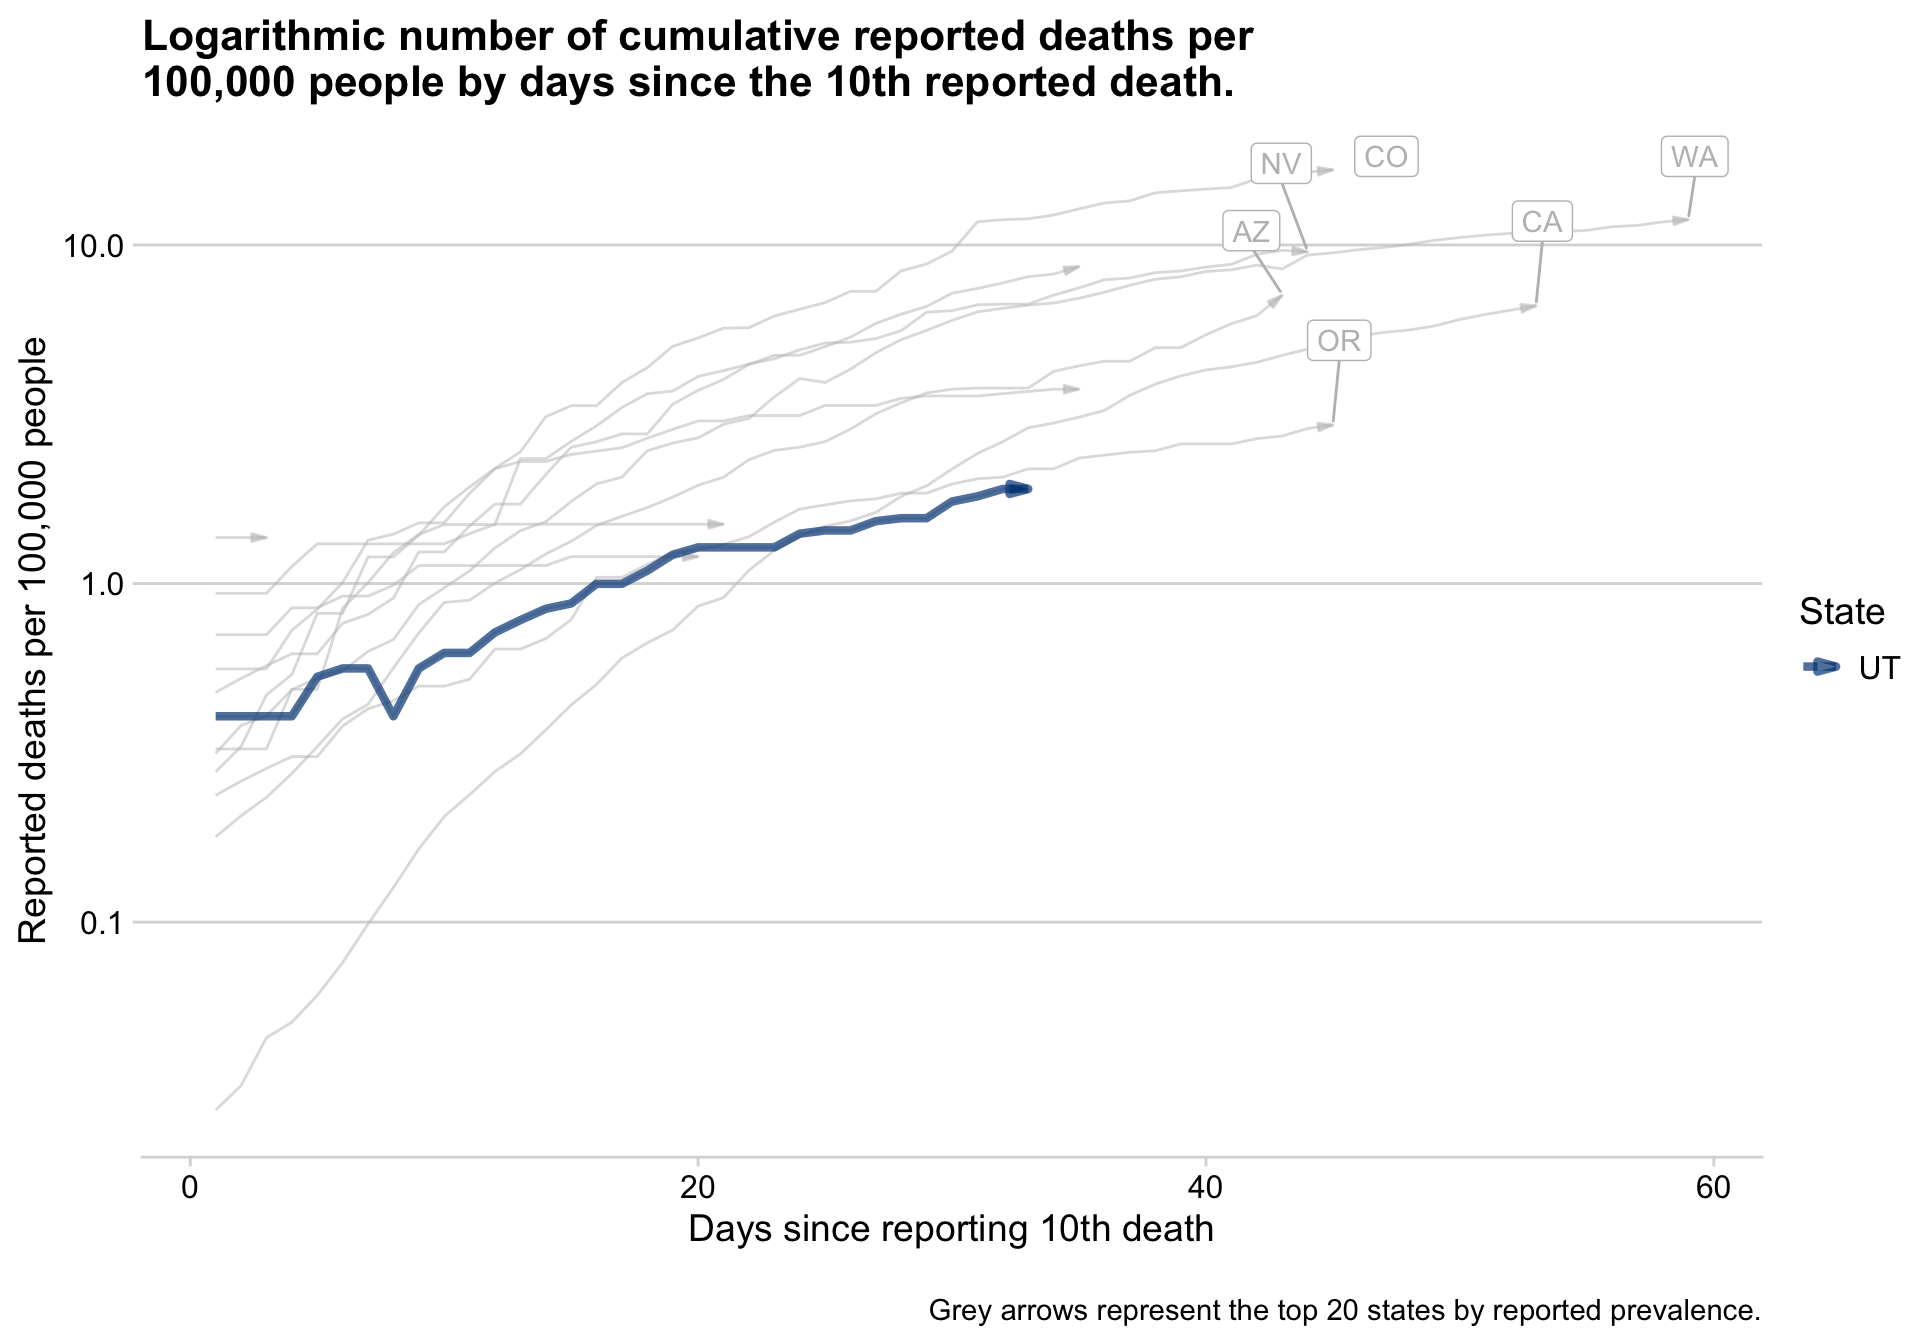 Logarithmic number of cumulative reported deaths per
100,000 people by days since the 10th reported death.
NV
CO
WA
AZ
CA
OR
10.0
1.0
0.1
Reported deaths per 100,000 people
State
UT
0
20
40
60
Days since reporting 10th death
Grey arrows represent the top 20 states by reported prevalence.